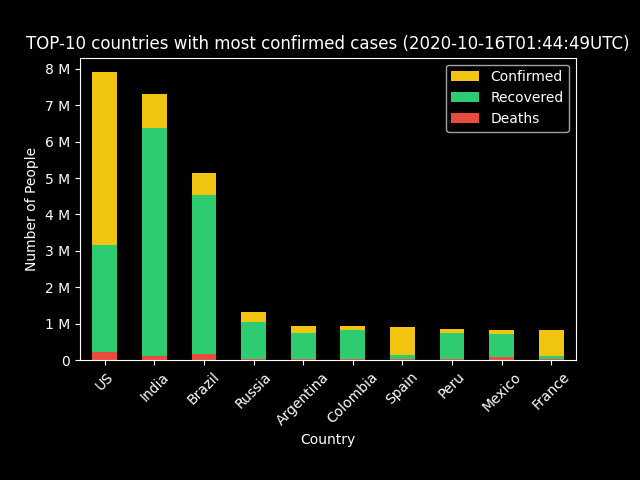 TOP-10 countries with most confirmed cases (2020-10-16T01:44:49UTC)
Confirmed
Recovered
Deaths
8 M
7 M
6 M
5 M
4 M
3 M
2 M
1 M
0
Number of People
US
India
Brazil
Russia
Argentina
Colombia
Spain
Peru
Mexico
France
Country